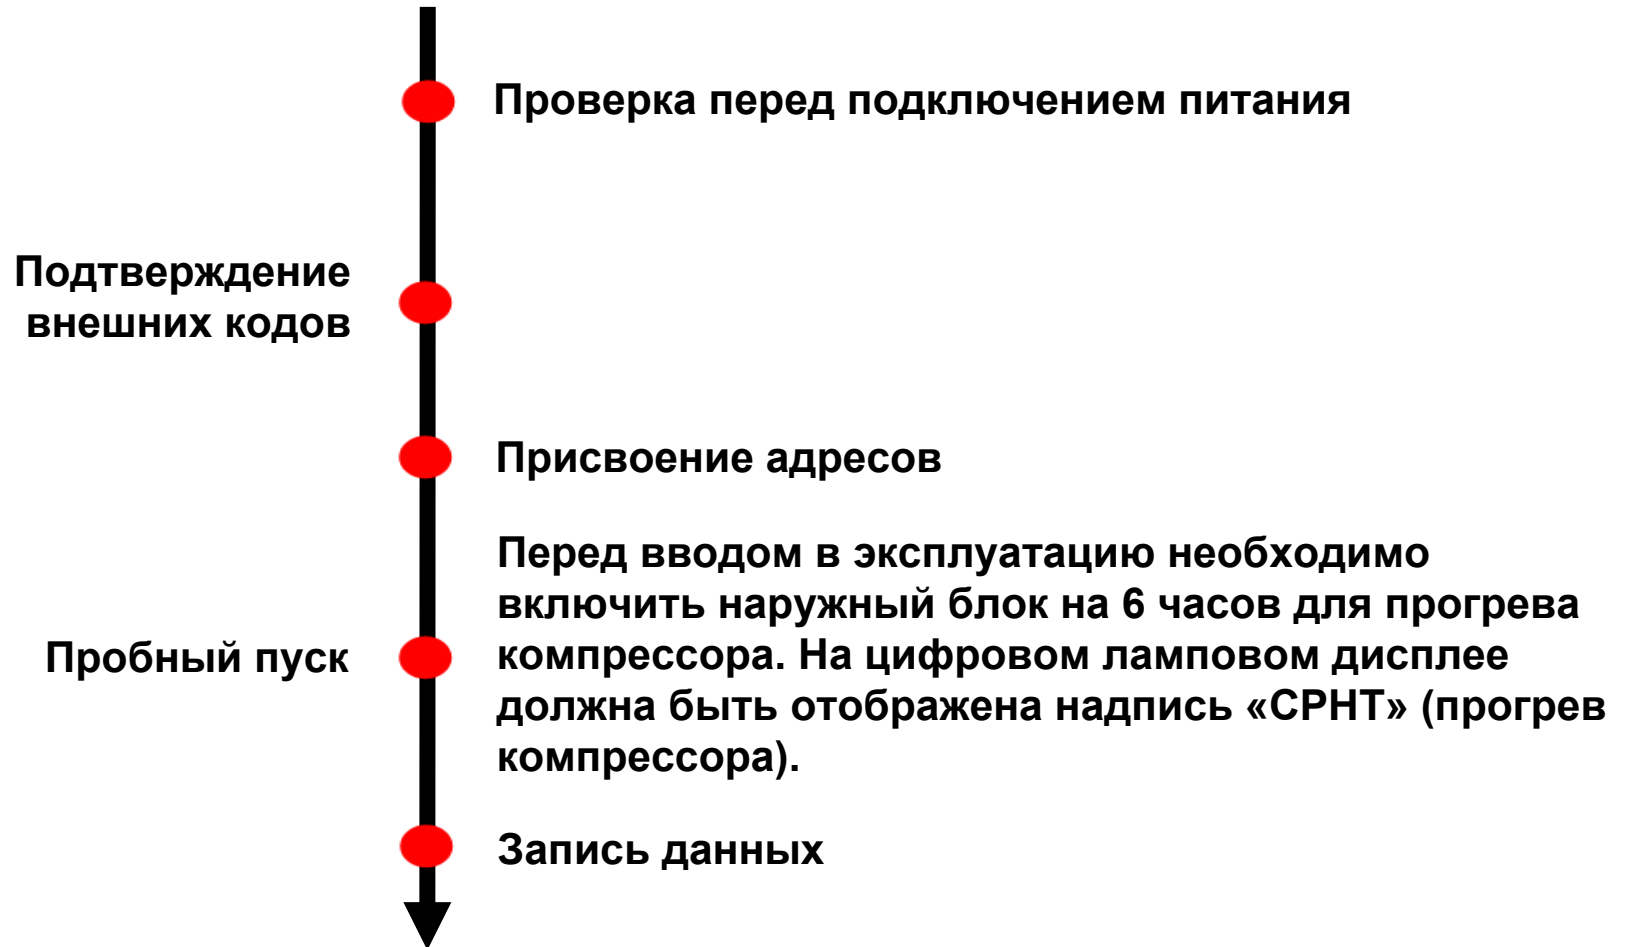 Проверка перед подключением питания
Подтверждение
внешних кодов
Присвоение адресов
Перед вводом в эксплуатацию необходимо
включить наружный блок на 6 часов для прогрева
компрессора. На цифровом ламповом дисплее
должна быть отображена надпись «СРНТ» (прогрев
компрессора).
Пробный пуск
Запись данных